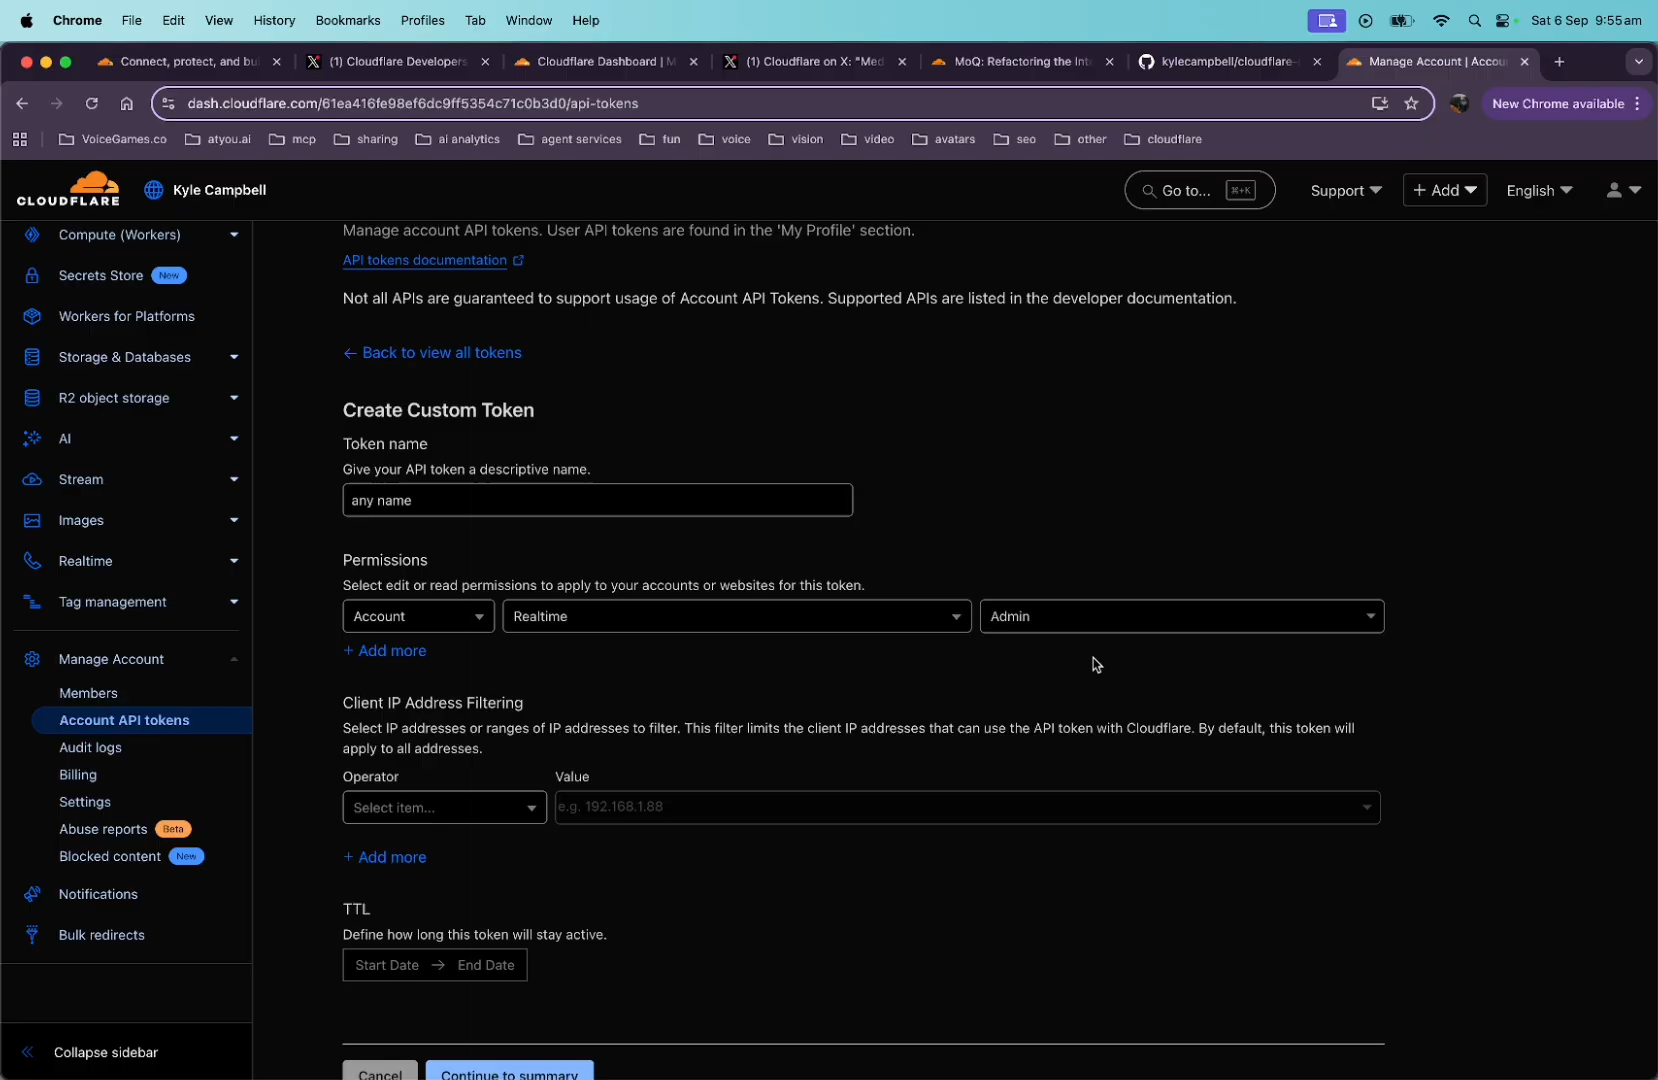 Chrome File Edit View History Bookmarks Profiles Tab Window Help Sat 6 Sep 9:55am
Connect, protect, and bu (1) Cloudflare Developers Cloudflare Dashboard | M (1) Cloudflare on X: "Med MoQ: Refactoring the Int kylecampbell/cloudflare- Manage Account | Accou
dash.cloudflare.com/61ea416fe98ef6dc9ff5354c71c0b3d0/api-tokens New Chrome available
VoiceGames.co atyou.ai mcp sharing ai analytics agent services fun voice vision video avatars seo other cloudflare
CLOUDFLARE Kyle Campbell Go to... ⌘+K Support + Add English
Compute (Workers)
Secrets Store New
Workers for Platforms
Storage & Databases
R2 object storage
AI
Stream
Images
Realtime
Tag management
Manage Account
Members
Account API tokens
Audit logs
Billing
Settings
Abuse reports Beta
Blocked content New
Notifications
Bulk redirects
Collapse sidebar
Manage account API tokens. User API tokens are found in the 'My Profile' section.
API tokens documentation
Not all APIs are guaranteed to support usage of Account API Tokens. Supported APIs are listed in the developer documentation.
← Back to view all tokens
Create Custom Token
Token name
Give your API token a descriptive name.
any name
Permissions
Select edit or read permissions to apply to your accounts or websites for this token.
Account Realtime Admin
+ Add more
Client IP Address Filtering
Select IP addresses or ranges of IP addresses to filter. This filter limits the client IP addresses that can use the API token with Cloudflare. By default, this token will
apply to all addresses.
Operator Value
Select item... e.g. 192.168.1.88
+ Add more
TTL
Define how long this token will stay active.
Start Date → End Date
Cancel Continue to summary